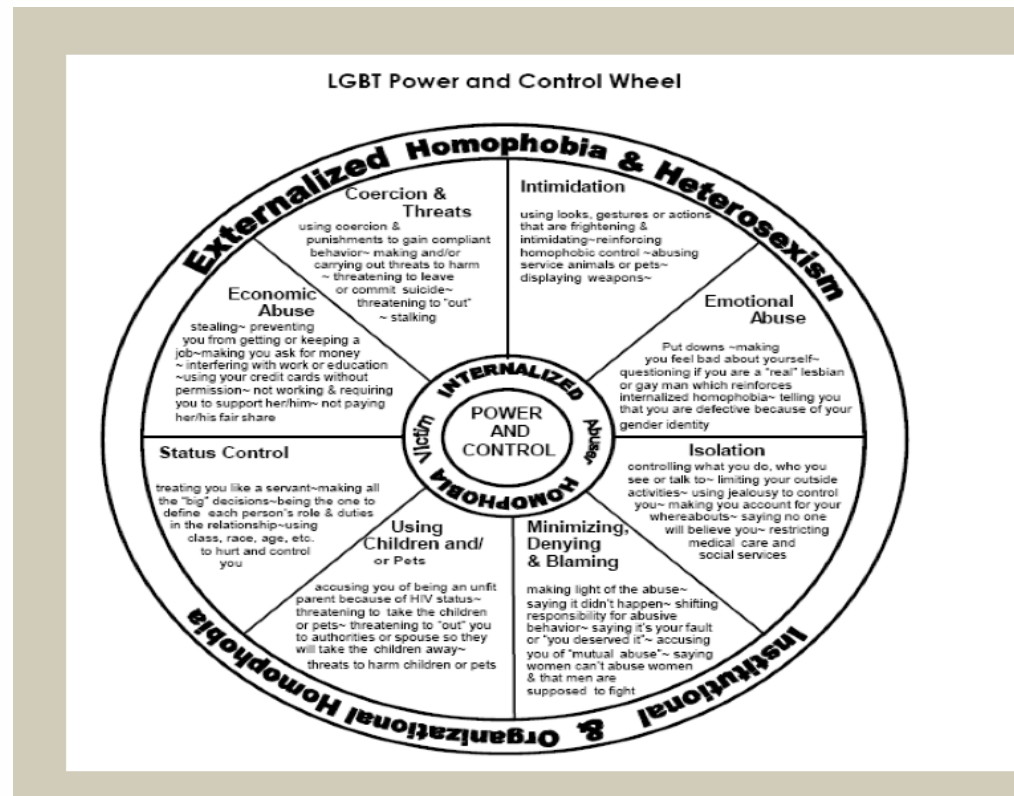 LGBT Power and Control Wheel
Externalized Homophobia & Heterosexism
Coercion &
Threats
using coercion &
punishments to gain compliant
behavior~ making and/or
carrying out threats to harm
~ threatening to leave
or commit suicide~
threatening to "out"
~ stalking
Intimidation
using looks, gestures or actions
that are frightening &
intimidating~reinforcing
homophobic control ~abusing
service animals or pets~
displaying weapons~
Economic
Abuse
stealing~ preventing
you from getting or keeping a
job~making you ask for money
~ interfering with work or education
~using your credit cards without
permission~ not working & requiring
you to support her/him~ not paying
her/his fair share
Emotional
Abuse
Put downs ~making
you feel bad about yourself~
questioning if you are a "real" lesbian
or gay man which reinforces
internalized homophobia~ telling you
that you are defective because of your
gender identity
INTERNALIZED
Victim
POWER
AND
CONTROL
Abuser
HOMOPHOBIA
Status Control
treating you like a servant~making all
the "big" decisions~being the one to
define each person's role & duties
in the relationship~using
class, race, age, etc.
to hurt and control
you
Isolation
controlling what you do, who you
see or talk to~ limiting your outside
activities~ using jealousy to control
you~ making you account for your
whereabouts~ saying no one
will believe you~ restricting
medical care and
social services
Using
Children and/
or Pets
accusing you of being an unfit
parent because of HIV status~
threatening to take the children
or pets~ threatening to "out" you
to authorities or spouse so they
will take the children away~
threats to harm children or pets
Minimizing,
Denying
& Blaming
making light of the abuse~
saying it didn't happen~ shifting
responsibility for abusive
behavior~ saying it's your fault
or "you deserved it"~ accusing
you of "mutual abuse"~ saying
women can't abuse women
& that men are
supposed to fight
Institutional & Organizational Homophobia